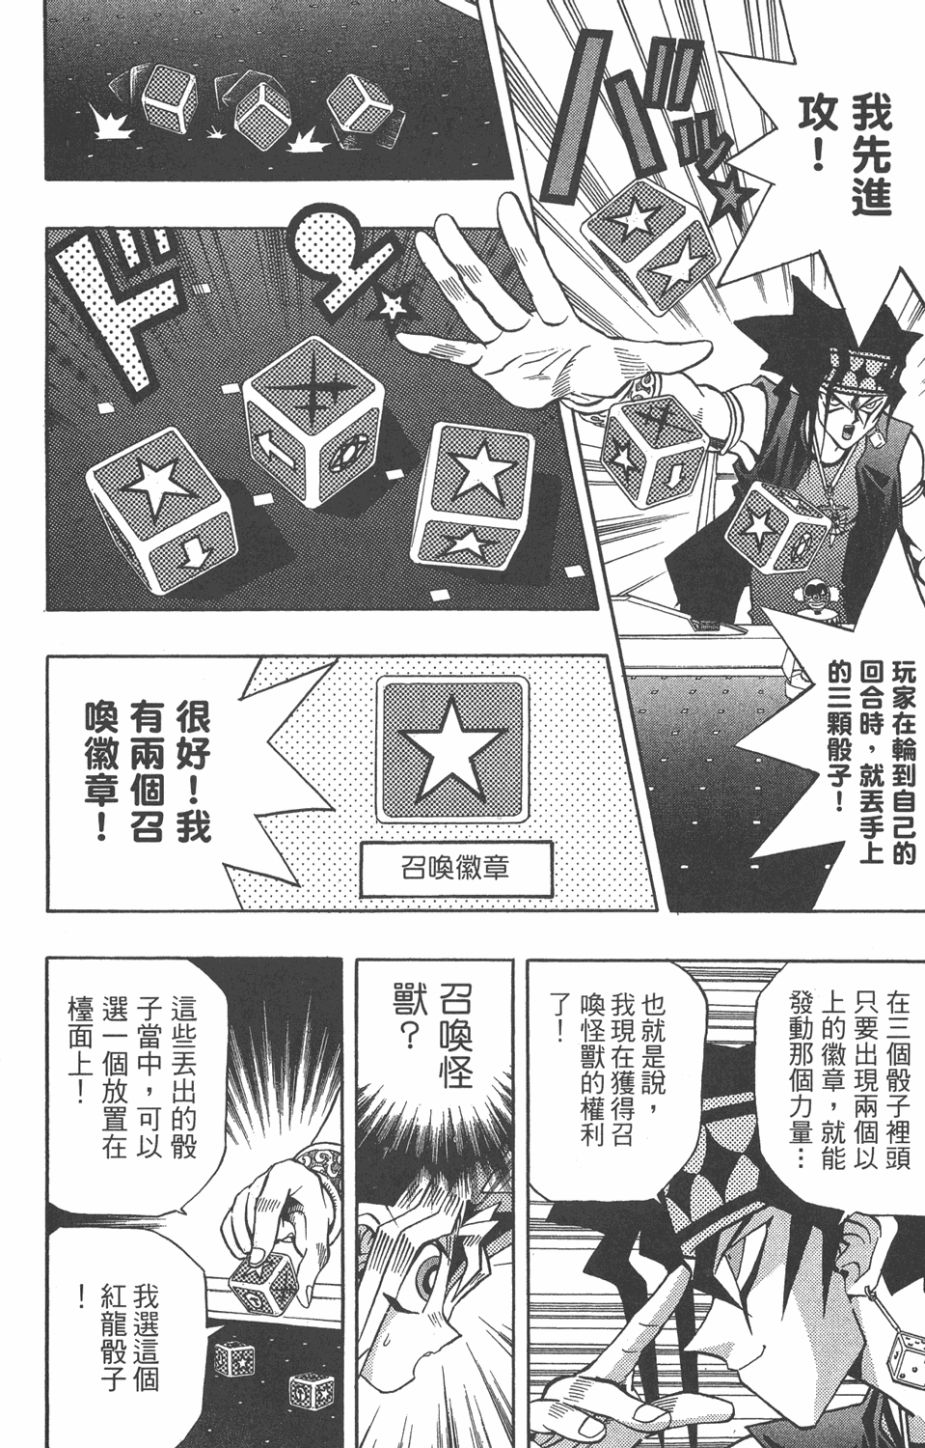 我先進
攻！
バッ
玩家在輪到自己的
回合時，就丟手上
的三顆骰子！
ドン
召喚徽章
很好！我
有兩個召
喚徽章！
在三個骰子裡頭
只要出現兩個以
上的徽章，就能
發動那個力量…
也就是說，
我現在獲得召
喚怪獸的權利
了！
召喚怪
獸？
這些丟出的骰
子當中，可以
選一個放置在
檯面上！
我選這個
紅龍骰子
！